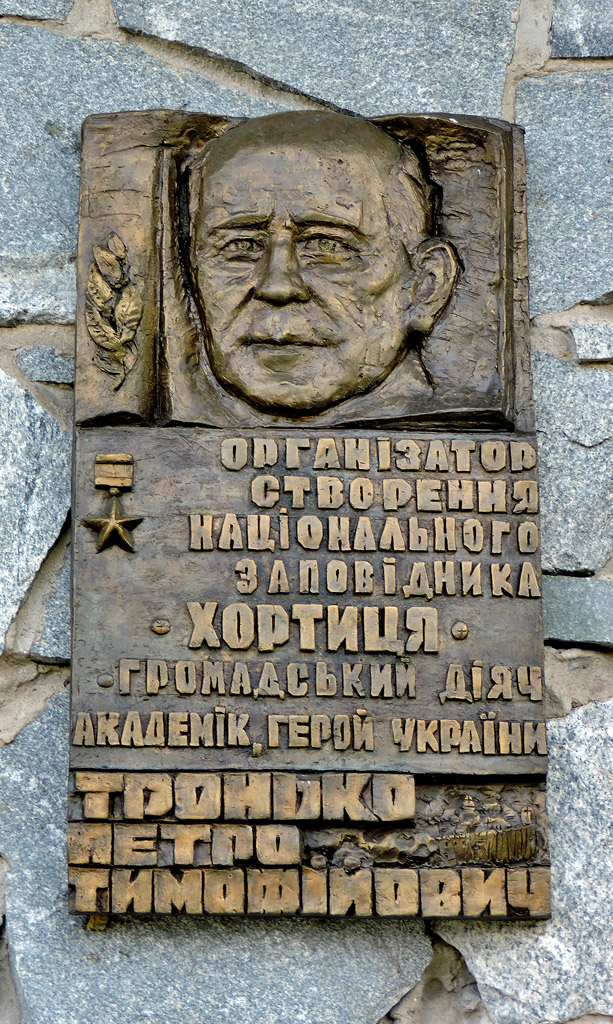 ОРГАНІЗАТОР
СТВОРЕННЯ
НАЦІОНАЛЬНОГО
ЗАПОВІДНИКА
ХОРТИЦЯ
ГРОМАДСЬКИЙ ДІЯЧ
АКАДЕМІК, ГЕРОЙ УКРАЇНИ
ТРОНЬКО
ПЕТРО
ТИМОФІЙОВИЧ